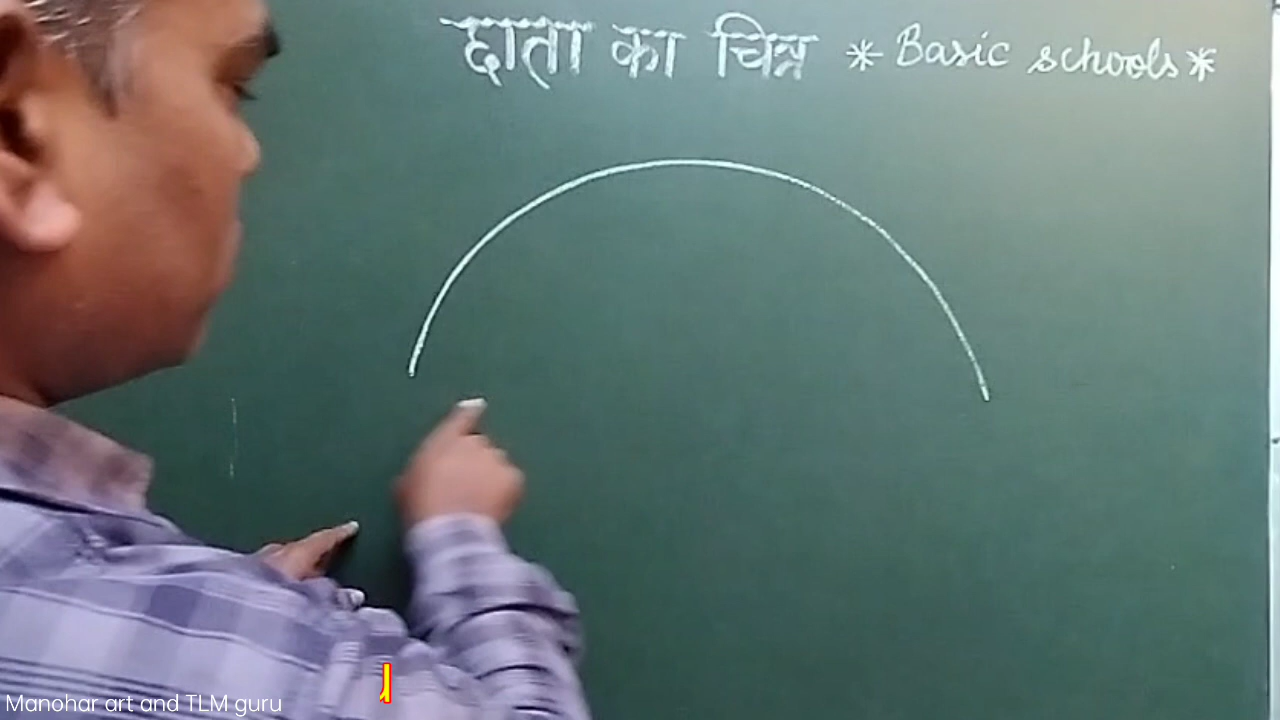 छाता का चित्र * Basic schools *
Manohar art and TLM guru